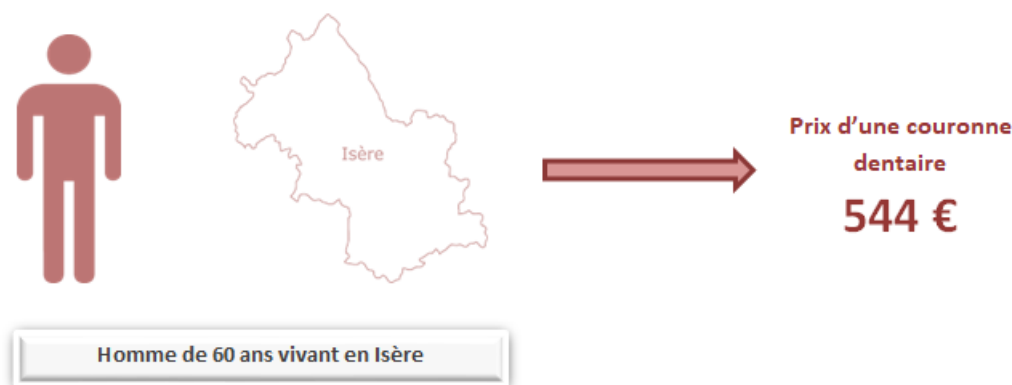 Isère
Prix d’une couronne
dentaire
544 €
Homme de 60 ans vivant en Isère